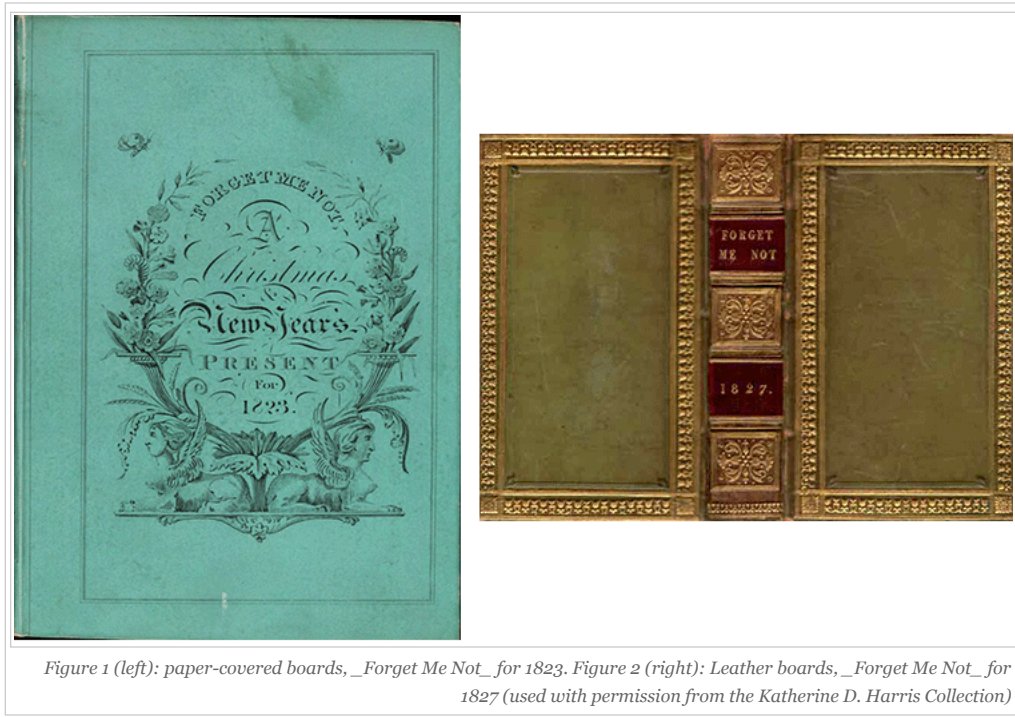 FORGET ME NOT
A
Christmas
&
New Year's
PRESENT
For
1823.
FORGET
ME NOT
1827.
Figure 1 (left): paper-covered boards, _Forget Me Not_ for 1823. Figure 2 (right): Leather boards, _Forget Me Not_ for
1827 (used with permission from the Katherine D. Harris Collection)